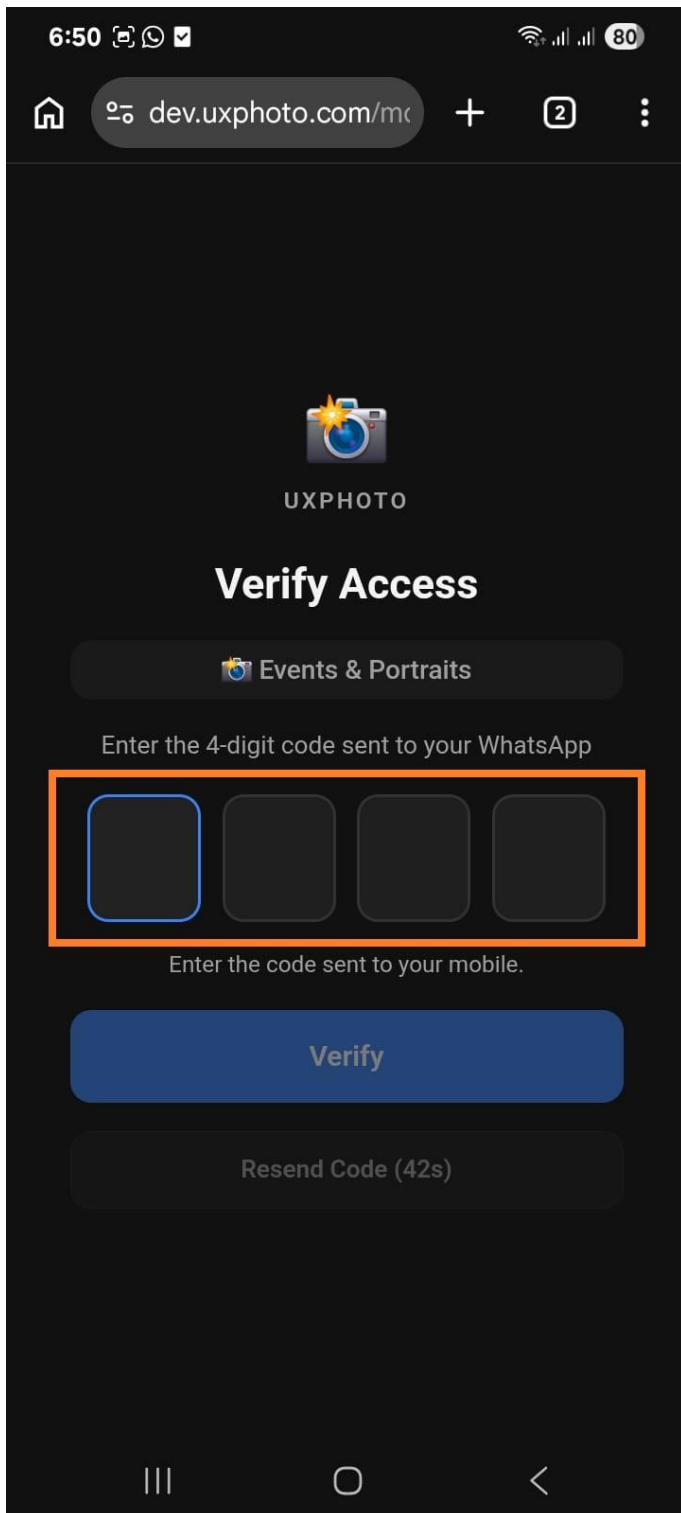 6:50
80
dev.uxphoto.com/mo
2
UXPHOTO
Verify Access
Events & Portraits
Enter the 4-digit code sent to your WhatsApp
Enter the code sent to your mobile.
Verify
Resend Code (42s)